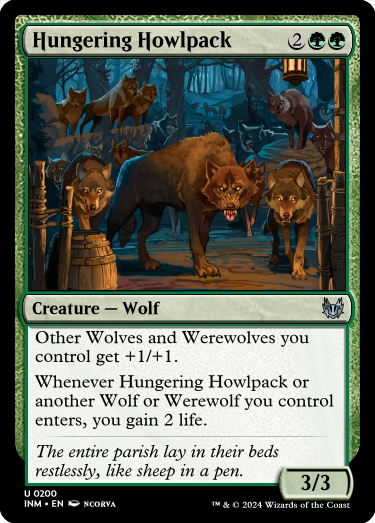 Hungering Howlpack 2
Creature — Wolf
Other Wolves and Werewolves you
control get +1/+1.
Whenever Hungering Howlpack or
another Wolf or Werewolf you control
enters, you gain 2 life.
The entire parish lay in their beds
restlessly, like sheep in a pen.
3/3
U 0200
INM • EN NCORVA
™ & © 2024 Wizards of the Coast